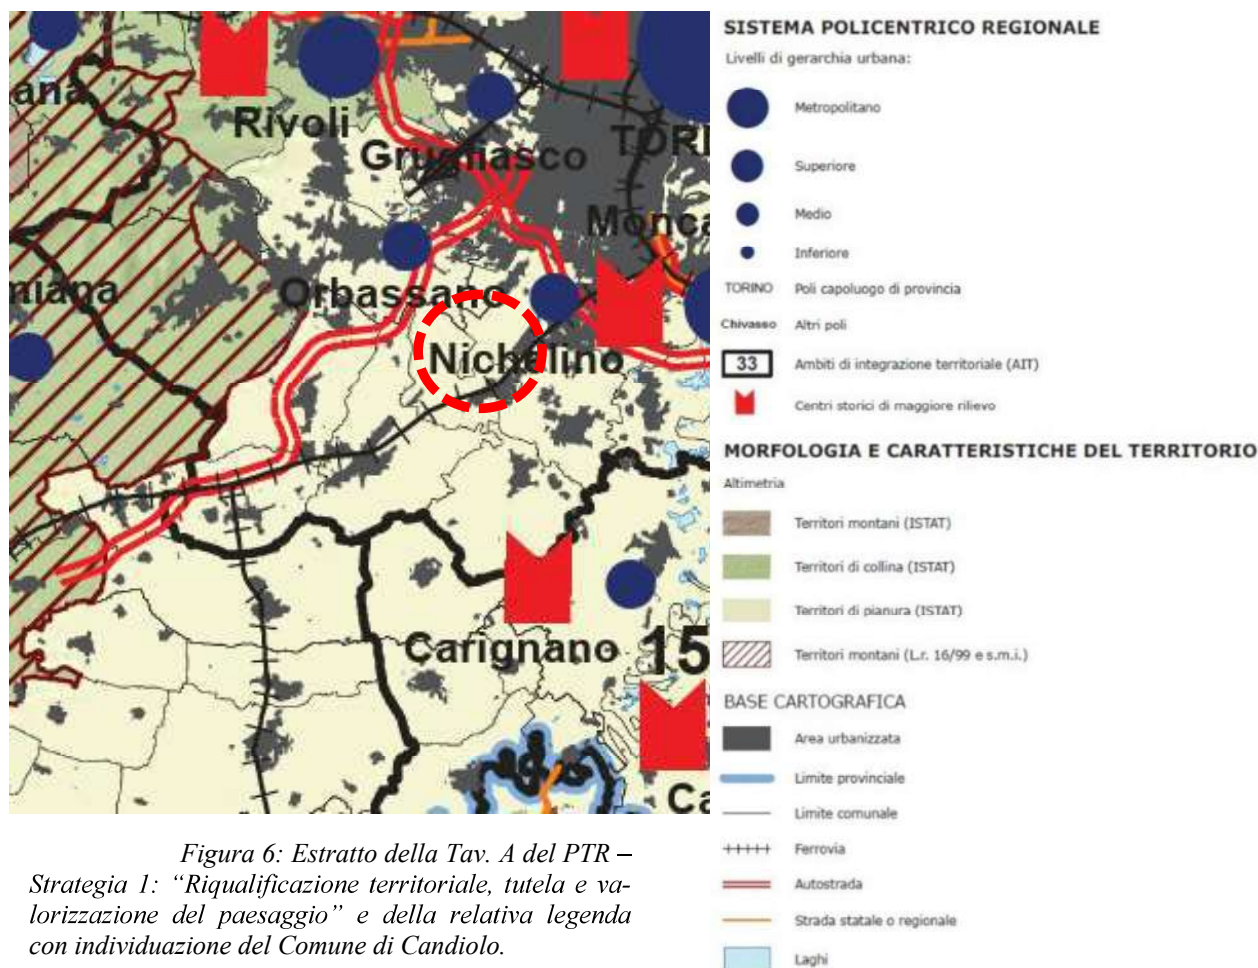 ana
Rivoli
Grugliasco
TORI
Monca
niana
Orbassano
Nichelino
Carignano
15
Ca
Figura 6: Estratto della Tav. A del PTR –
Strategia 1: “Riqualificazione territoriale, tutela e va-
lorizzazione del paesaggio” e della relativa legenda
con individuazione del Comune di Candiolo.
SISTEMA POLICENTRICO REGIONALE
Livelli di gerarchia urbana:
Metropolitano
Superiore
Medio
Inferiore
TORINO Poli capoluogo di provincia
Chivasso Altri poli
33 Ambiti di integrazione territoriale (AIT)
Centri storici di maggiore rilievo
MORFOLOGIA E CARATTERISTICHE DEL TERRITORIO
Altimetria
Territori montani (ISTAT)
Territori di collina (ISTAT)
Territori di pianura (ISTAT)
Territori montani (L.r. 16/99 e s.m.i.)
BASE CARTOGRAFICA
Area urbanizzata
Limite provinciale
Limite comunale
Ferrovia
Autostrada
Strada statale o regionale
Laghi